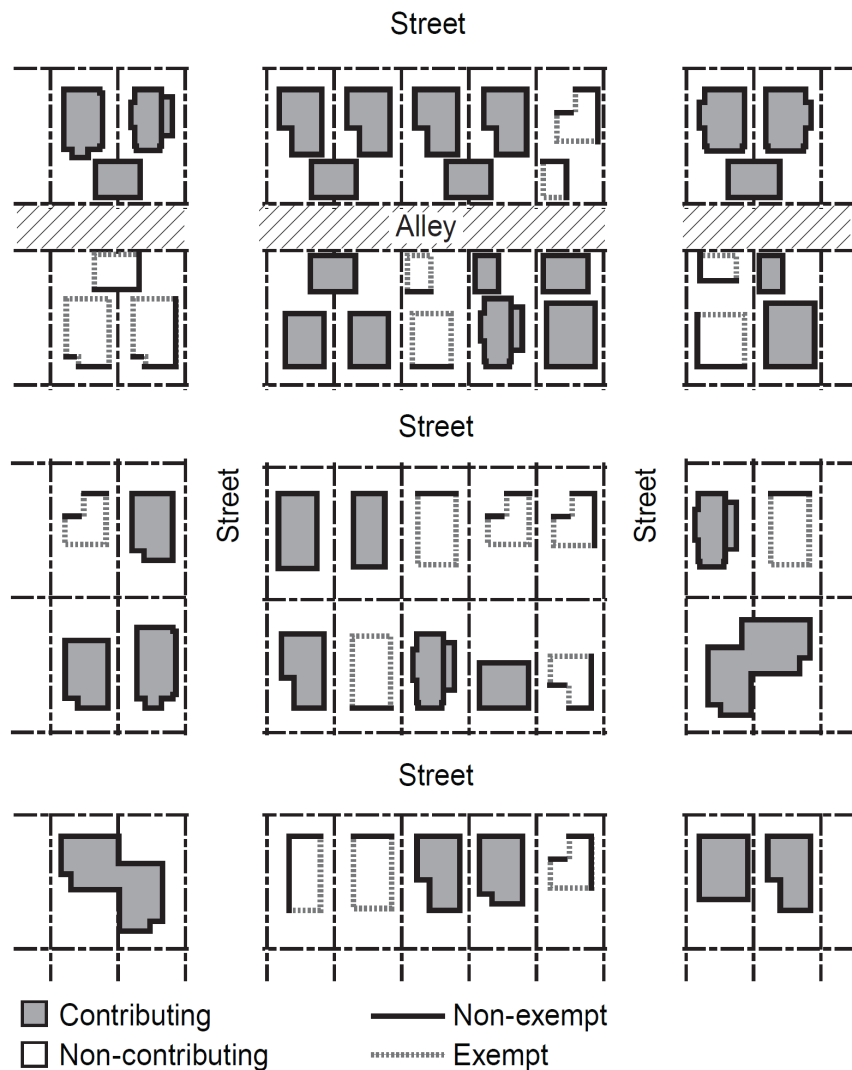 Street
Alley
Street
Street
Street
Street
Contributing
Non-exempt
Non-contributing
Exempt